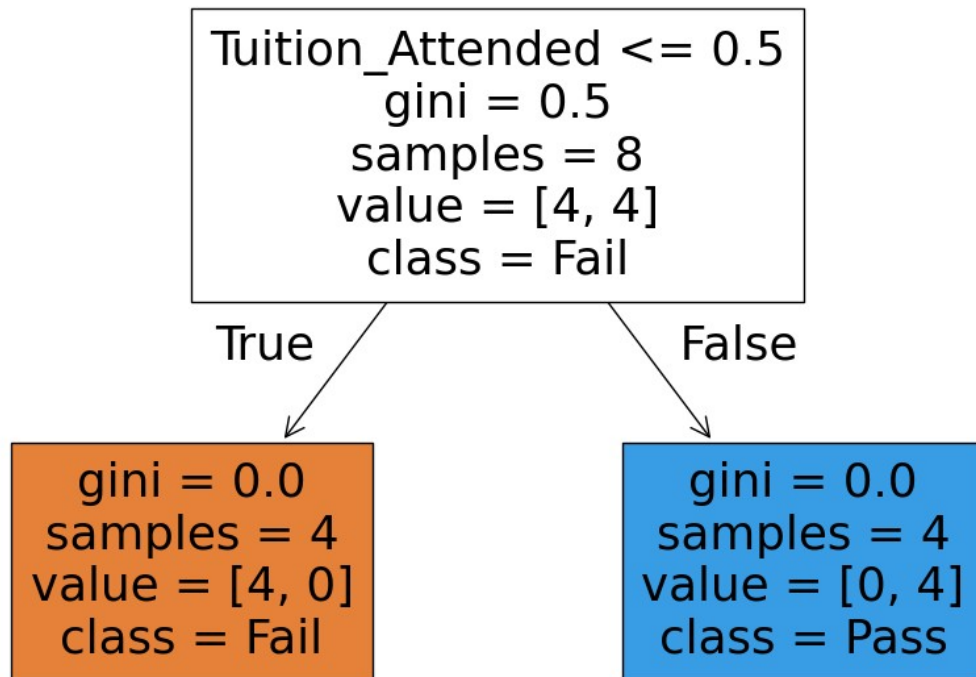 Tuition_Attended <= 0.5
gini = 0.5
samples = 8
value = [4, 4]
class = Fail
True
False
gini = 0.0
samples = 4
value = [4, 0]
class = Fail
gini = 0.0
samples = 4
value = [0, 4]
class = Pass